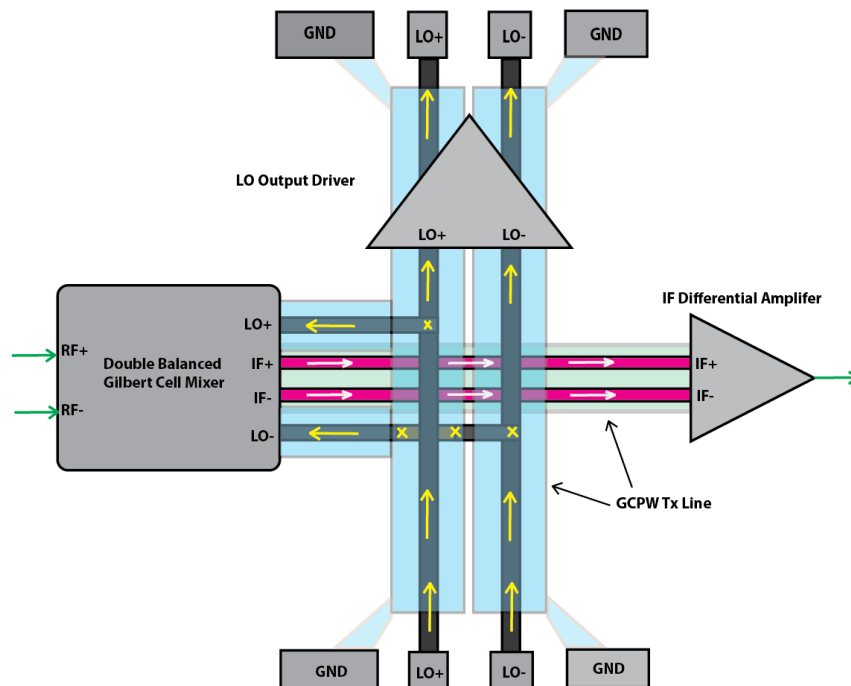 GND
LO+
LO-
GND
LO Output Driver
LO+
LO-
IF Differential Amplifer
LO+
RF+
Double Balanced
Gilbert Cell Mixer
IF+
IF-
RF-
LO-
IF+
IF-
GCPW Tx Line
GND
LO+
LO-
GND